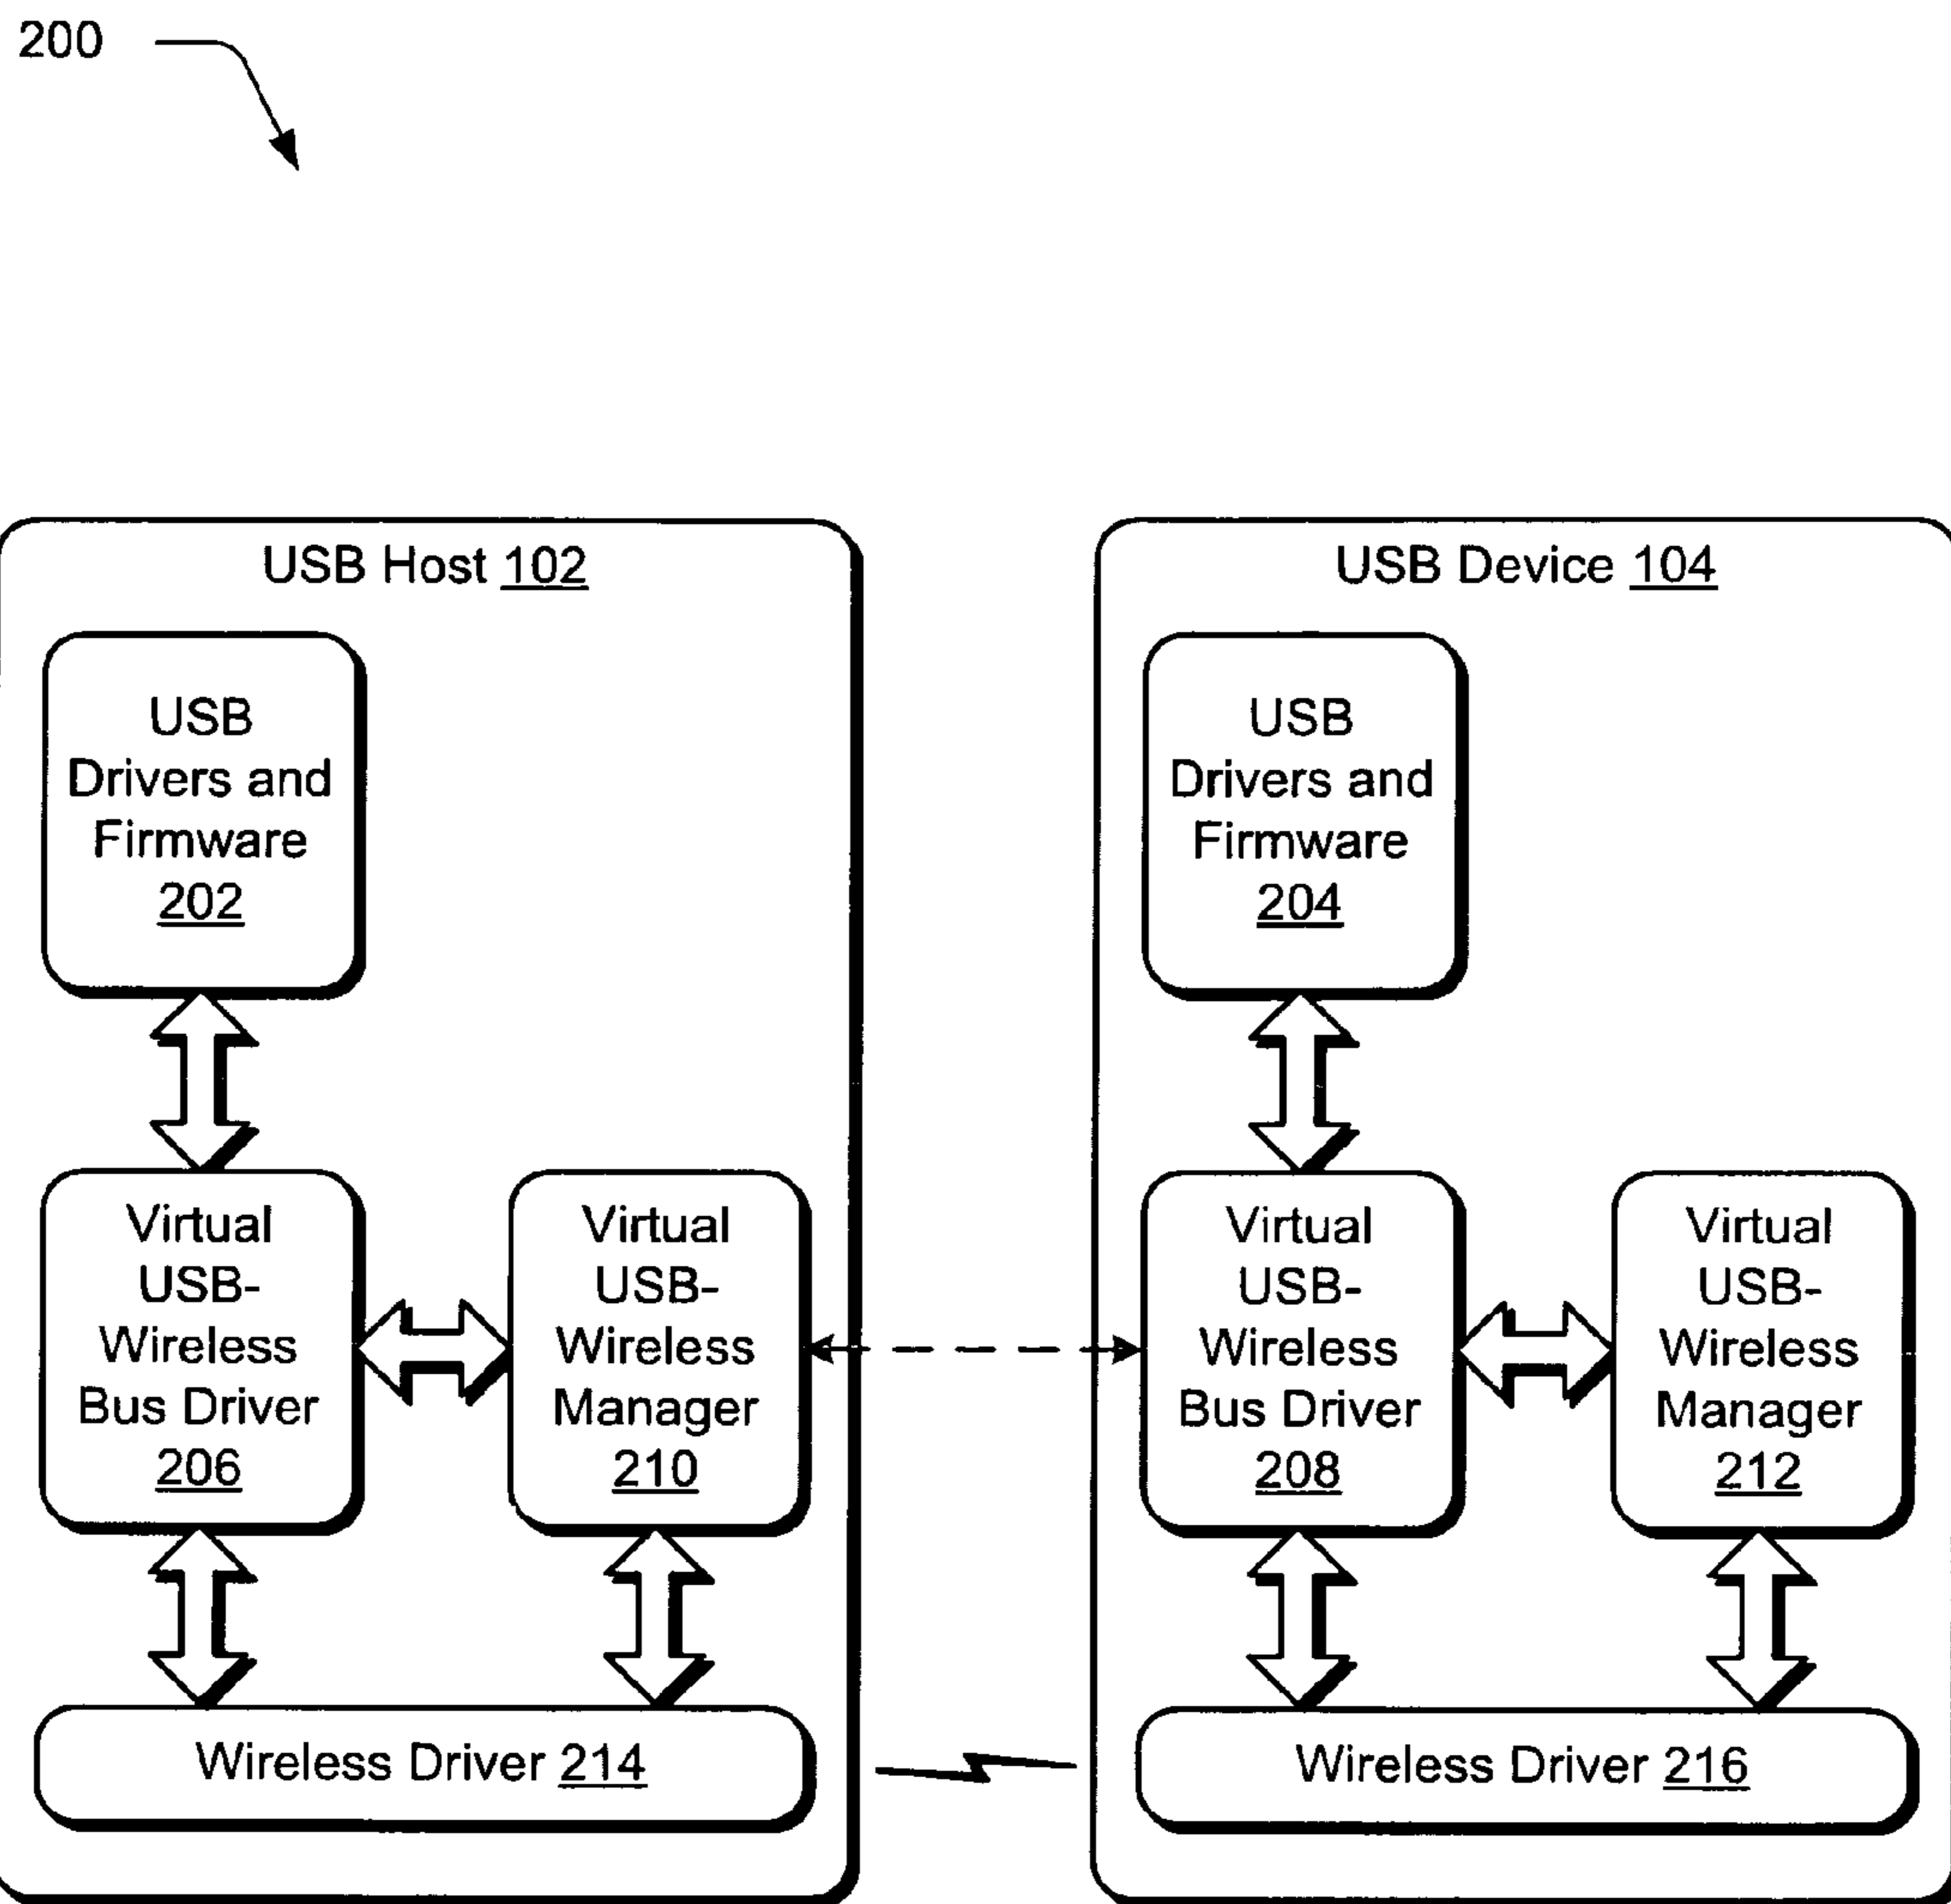 200
USB Host 102
USB
Drivers and
Firmware
202
Virtual
USB-
Wireless
Bus Driver
206
Virtual
USB-
Wireless
Manager
210
Wireless Driver 214
USB Device 104
USB
Drivers and
Firmware
204
Virtual
USB-
Wireless
Bus Driver
208
Virtual
USB-
Wireless
Manager
212
Wireless Driver 216